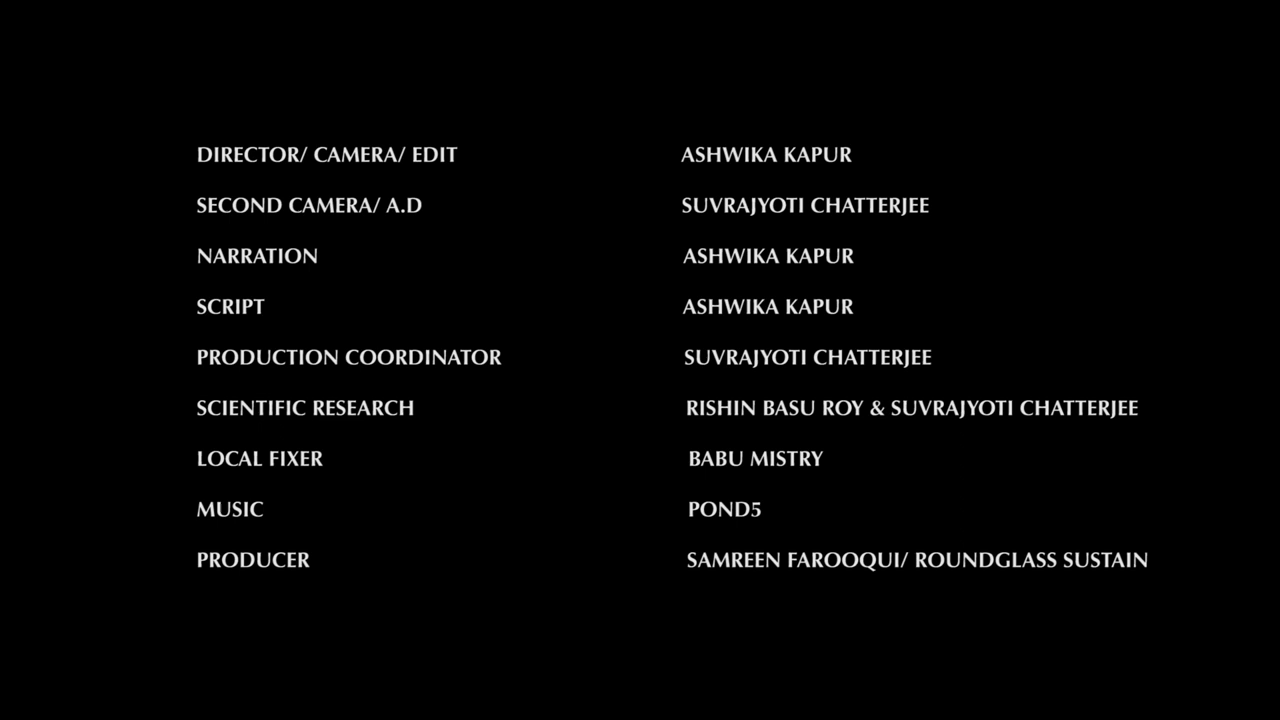 DIRECTOR/ CAMERA/ EDIT ASHWIKA KAPUR
SECOND CAMERA/ A.D SUVRAJYOTI CHATTERJEE
NARRATION ASHWIKA KAPUR
SCRIPT ASHWIKA KAPUR
PRODUCTION COORDINATOR SUVRAJYOTI CHATTERJEE
SCIENTIFIC RESEARCH RISHIN BASU ROY & SUVRAJYOTI CHATTERJEE
LOCAL FIXER BABU MISTRY
MUSIC POND5
PRODUCER SAMREEN FAROOQUI/ ROUNDGLASS SUSTAIN